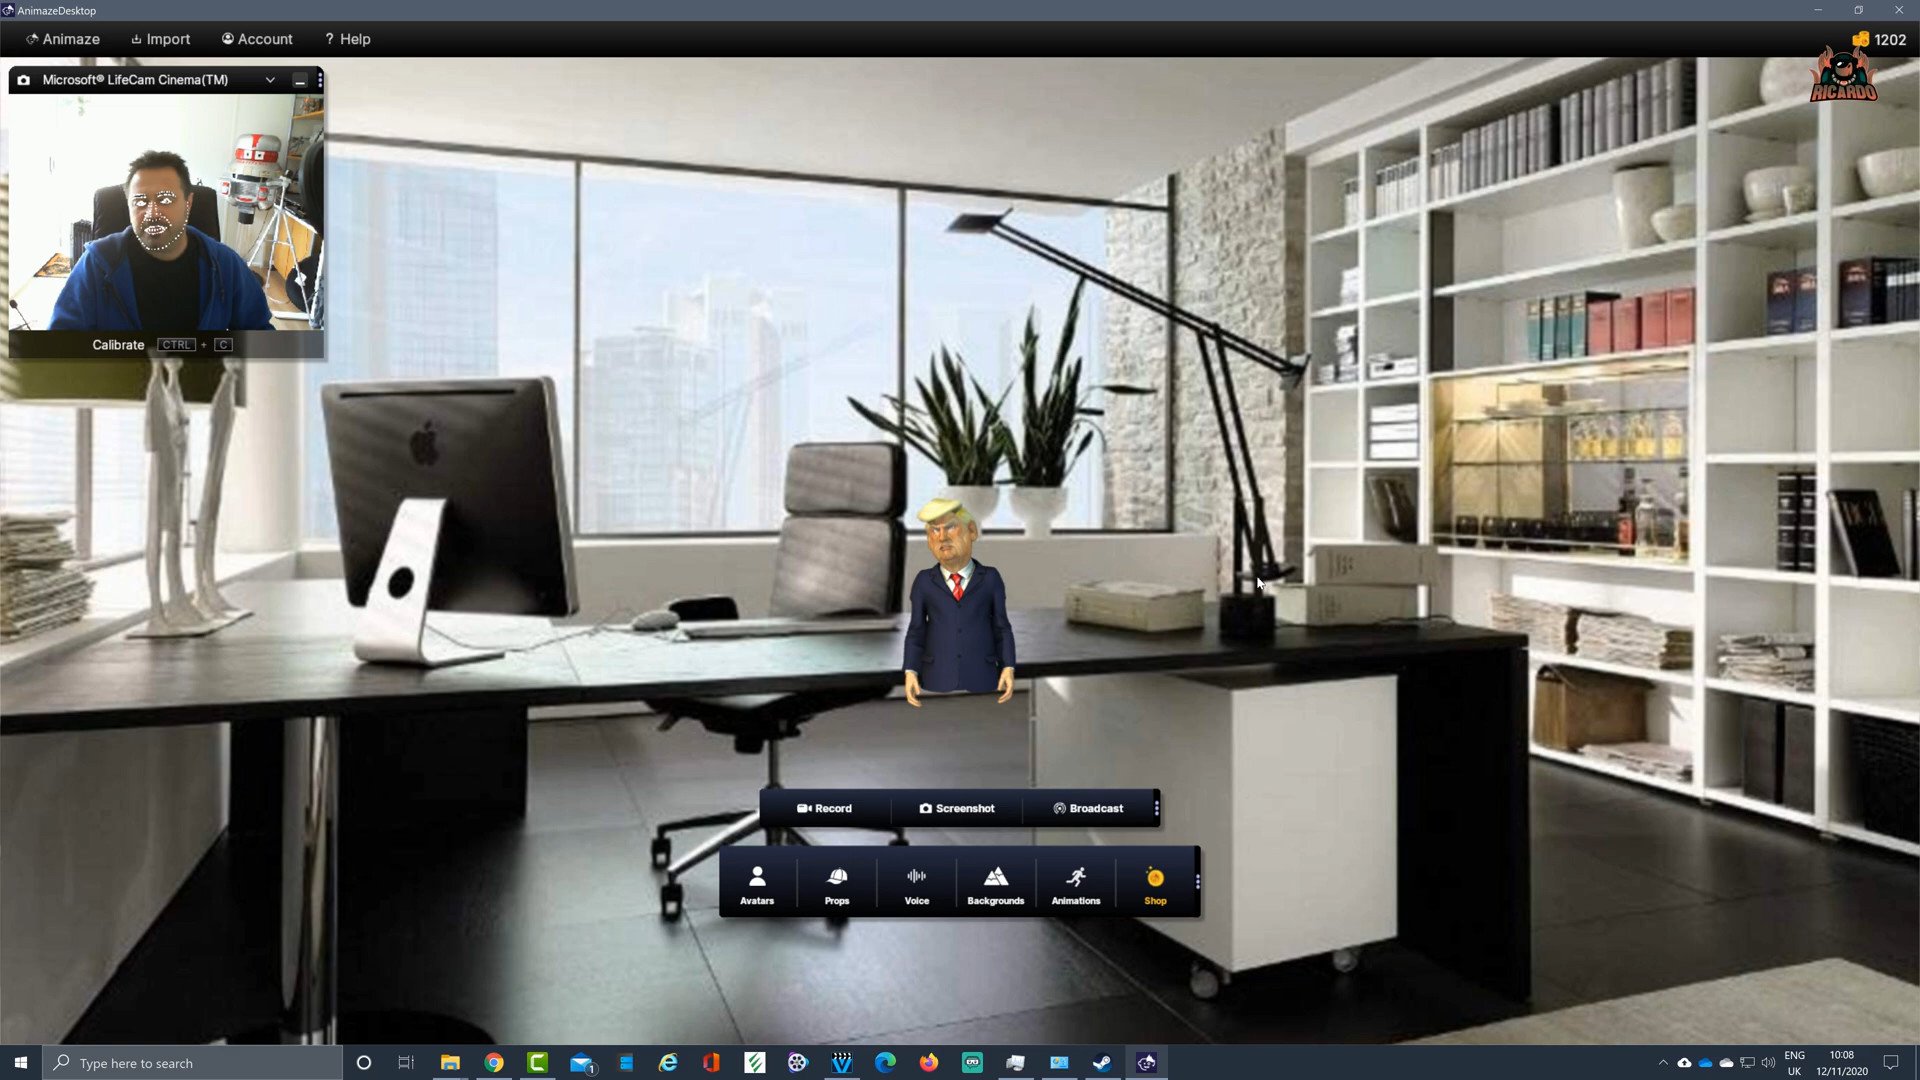 AnimazeDesktop
Animaze Import Account ? Help
1202
RICARDO
Microsoft® LifeCam Cinema(TM)
Calibrate CTRL + C
Record Screenshot Broadcast
Avatars Props Voice Backgrounds Animations Shop
Type here to search
1
ENG
UK
10:08
12/11/2020